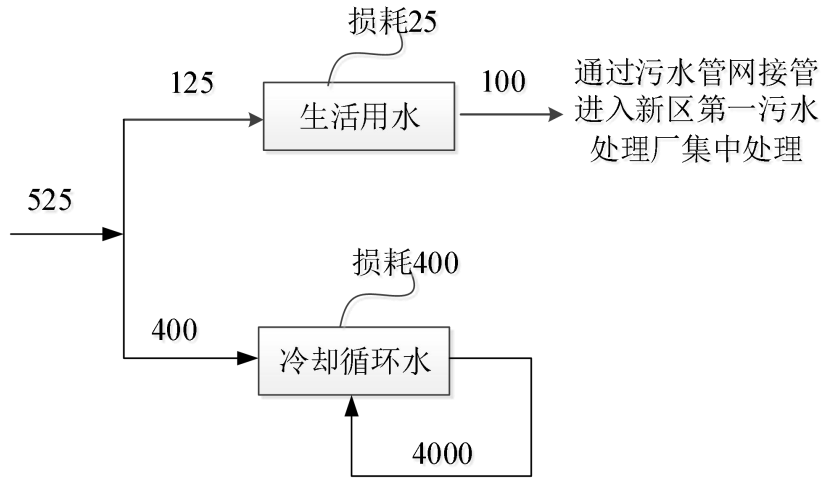 损耗25
125
生活用水
100
通过污水管网接管
进入新区第一污水
处理厂集中处理
525
损耗400
400
冷却循环水
4000